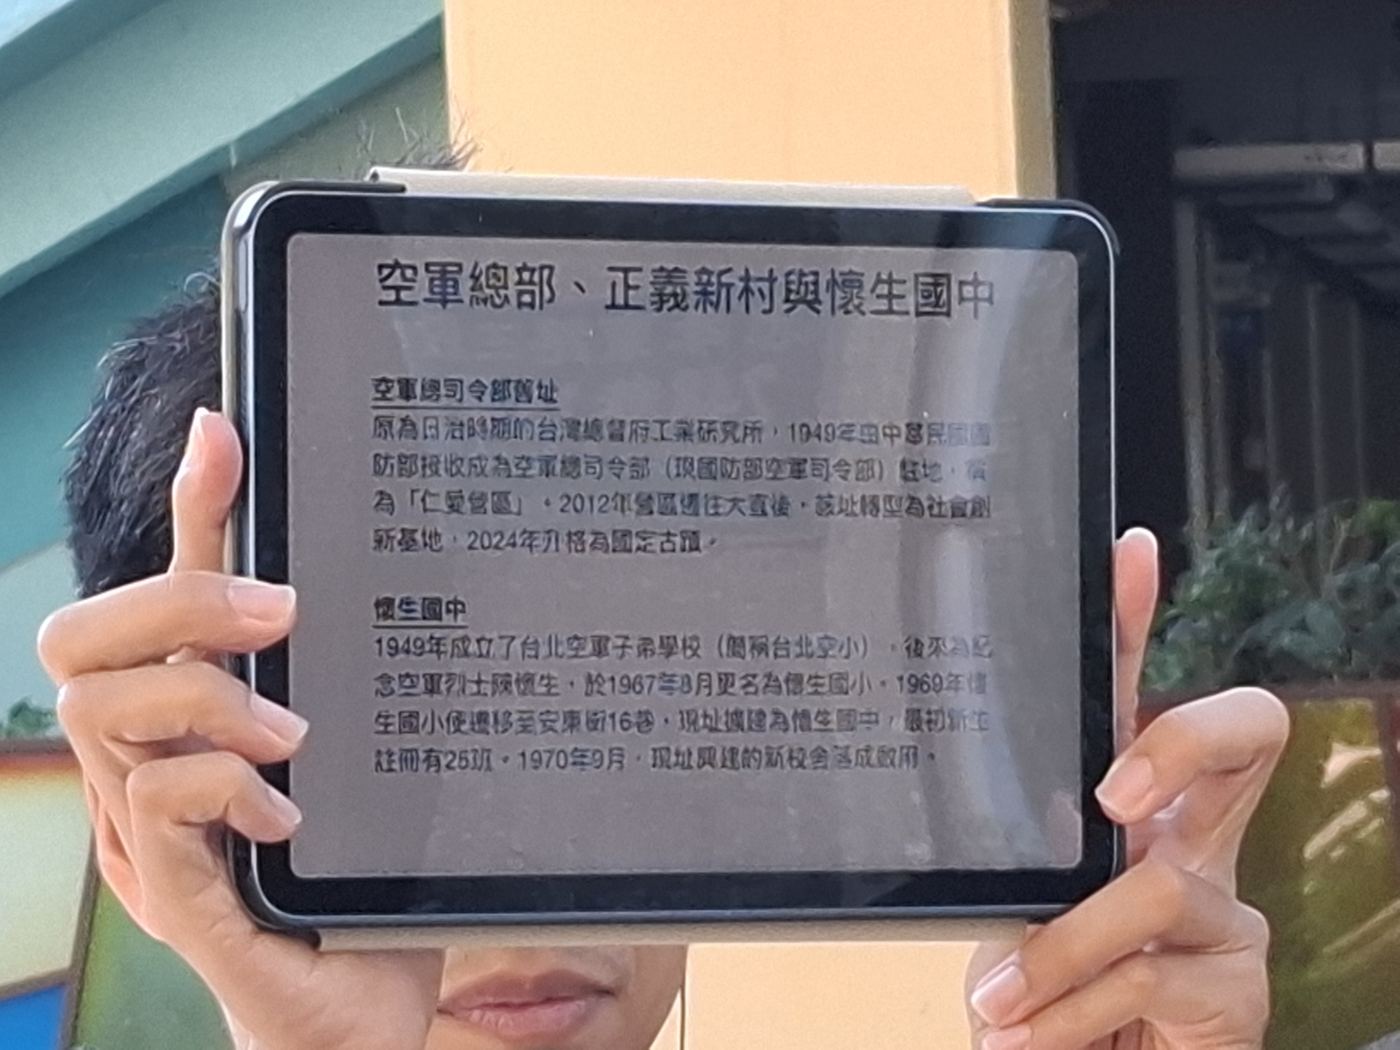 空軍總部、正義新村與懷生國中
空軍總司令部舊址
原為日治時期的台灣總督府工業研究所，1949年由中華民國國
防部接收成為空軍總司令部（現國防部空軍司令部）駐地，稱
為「仁愛營區」。2012年營區遷往大直後，該址轉型為社會創
新基地，2024年升格為國定古蹟。
懷生國中
1949年成立了台北空軍子弟學校（簡稱台北空小），後來為紀
念空軍烈士陳懷生，於1967年8月更名為懷生國小。1969年懷
生國小便遷移至安東街16巷，現址擴建為懷生國中，最初新生
註冊有25班。1970年9月，現址興建的新校舍落成啟用。